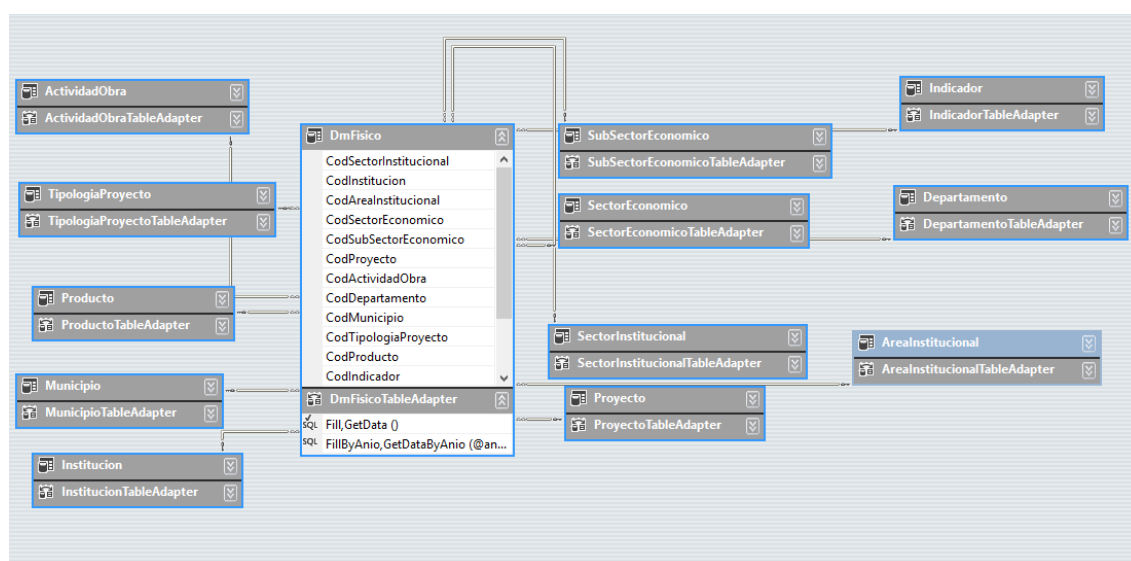 ActividadObra
ActividadObraTableAdapter
TipologiaProyecto
TipologiaProyectoTableAdapter
Producto
ProductoTableAdapter
Municipio
MunicipioTableAdapter
Institucion
InstitucionTableAdapter
DmFisico
CodSectorInstitucional
CodInstitucion
CodAreaInstitucional
CodSectorEconomico
CodSubSectorEconomico
CodProyecto
CodActividadObra
CodDepartamento
CodMunicipio
CodTipologiaProyecto
CodProducto
CodIndicador
DmFisicoTableAdapter
SQL Fill,GetData ()
SQL FillByAnio,GetDataByAnio (@an...
SubSectorEconomico
SubSectorEconomicoTableAdapter
SectorEconomico
SectorEconomicoTableAdapter
SectorInstitucional
SectorInstitucionalTableAdapter
Proyecto
ProyectoTableAdapter
Indicador
IndicadorTableAdapter
Departamento
DepartamentoTableAdapter
AreaInstitucional
AreaInstitucionalTableAdapter